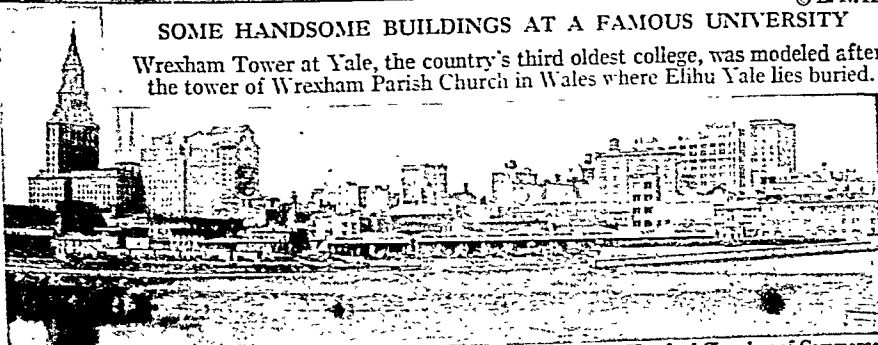 SOME HANDSOME BUILDINGS AT A FAMOUS UNIVERSITY
Wrexham Tower at Yale, the country's third oldest college, was modeled after
the tower of Wrexham Parish Church in Wales where Elihu Yale lies buried.